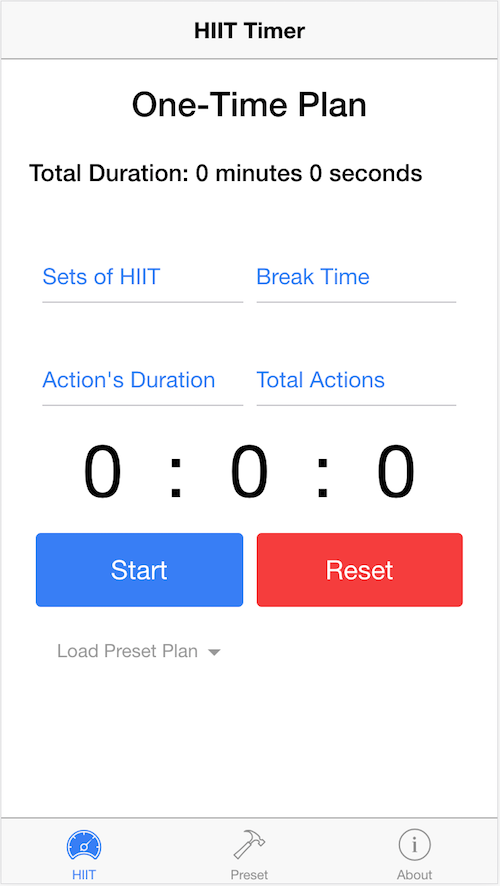 HIIT Timer
One-Time Plan
Total Duration: 0 minutes 0 seconds
Sets of HIIT Break Time
Action's Duration Total Actions
0 : 0 : 0
Start Reset
Load Preset Plan
HIIT Preset About